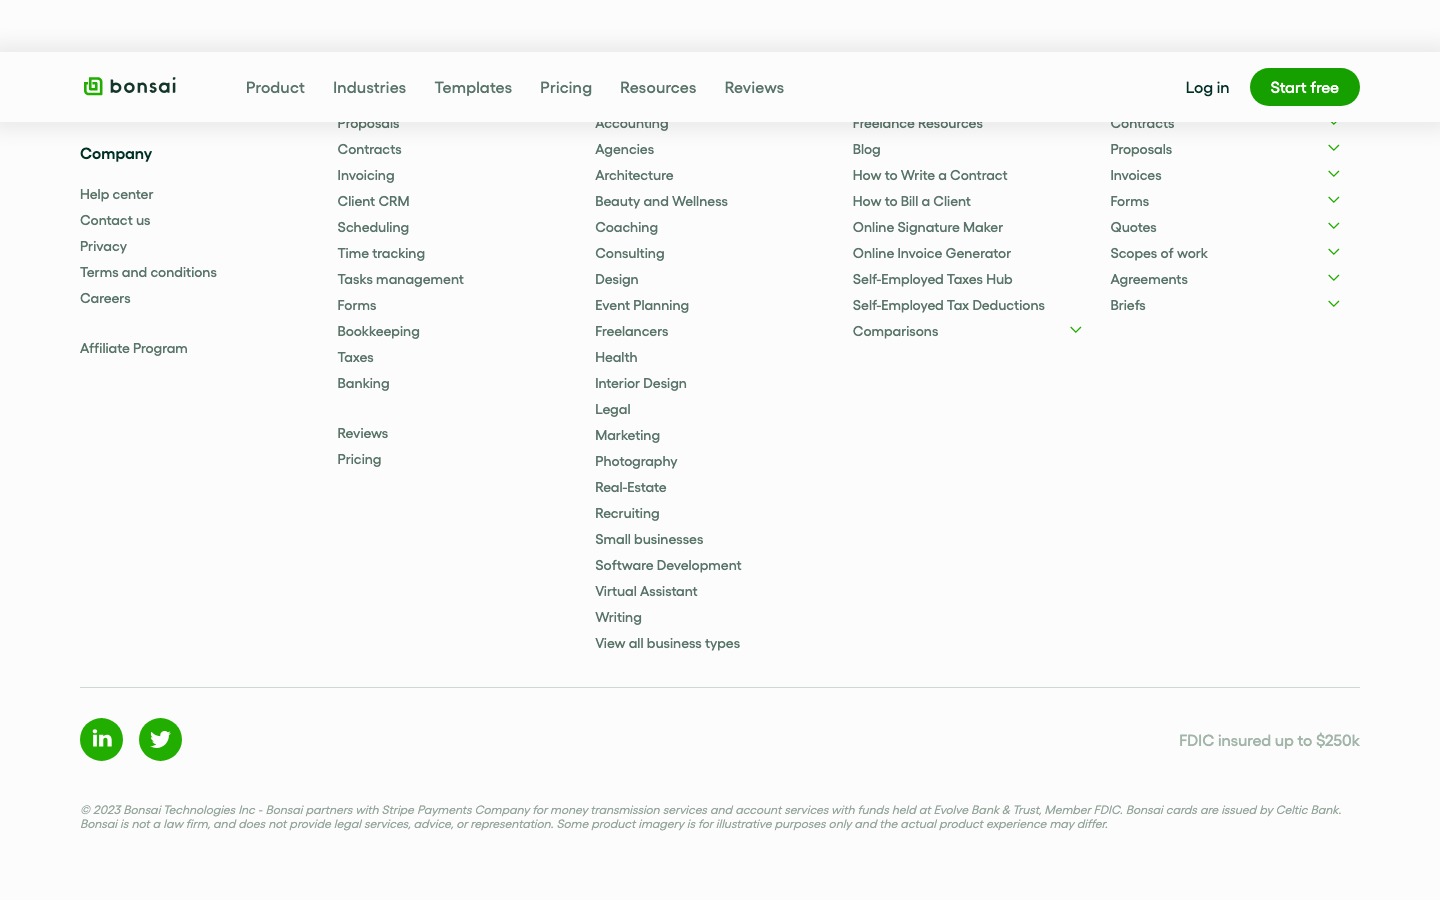 bonsai
Product
Industries
Templates
Pricing
Resources
Reviews
Log in
Start free
Company
Help center
Contact us
Privacy
Terms and conditions
Careers
Affiliate Program
Proposals
Contracts
Invoicing
Client CRM
Scheduling
Time tracking
Tasks management
Forms
Bookkeeping
Taxes
Banking
Reviews
Pricing
Accounting
Agencies
Architecture
Beauty and Wellness
Coaching
Consulting
Design
Event Planning
Freelancers
Health
Interior Design
Legal
Marketing
Photography
Real-Estate
Recruiting
Small businesses
Software Development
Virtual Assistant
Writing
View all business types
Freelance Resources
Blog
How to Write a Contract
How to Bill a Client
Online Signature Maker
Online Invoice Generator
Self-Employed Taxes Hub
Self-Employed Tax Deductions
Comparisons
Contracts
Proposals
Invoices
Forms
Quotes
Scopes of work
Agreements
Briefs
in
FDIC insured up to $250k
© 2023 Bonsai Technologies Inc - Bonsai partners with Stripe Payments Company for money transmission services and account services with funds held at Evolve Bank & Trust, Member FDIC. Bonsai cards are issued by Celtic Bank.
Bonsai is not a law firm, and does not provide legal services, advice, or representation. Some product imagery is for illustrative purposes only and the actual product experience may differ.